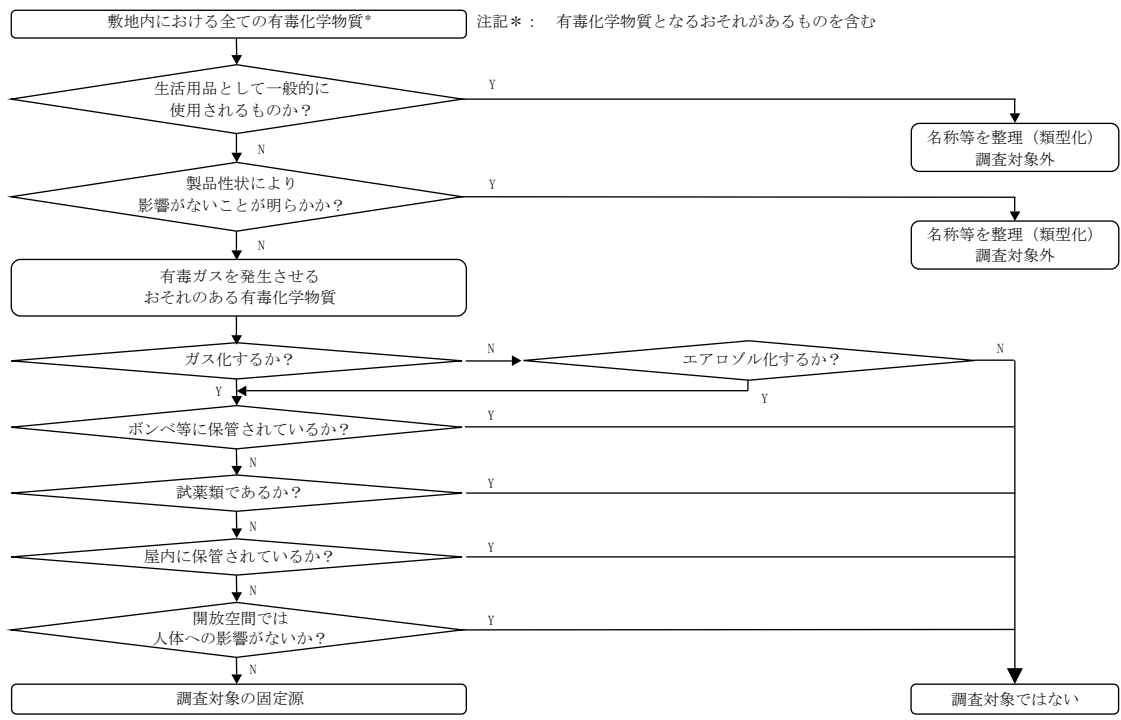 敷地内における全ての有毒化学物質*
注記*： 有毒化学物質となるおそれがあるものを含む
生活用品として一般的に
使用されるものか？
Y
名称等を整理（類型化）
調査対象外
N
製品性状により
影響がないことが明らかか？
Y
名称等を整理（類型化）
調査対象外
N
有毒ガスを発生させる
おそれのある有毒化学物質
ガス化するか？
N
エアロゾル化するか？
N
Y
Y
ボンベ等に保管されているか？
Y
N
試薬類であるか？
Y
N
屋内に保管されているか？
Y
N
開放空間では
人体への影響がないか？
Y
N
調査対象の固定源
調査対象ではない